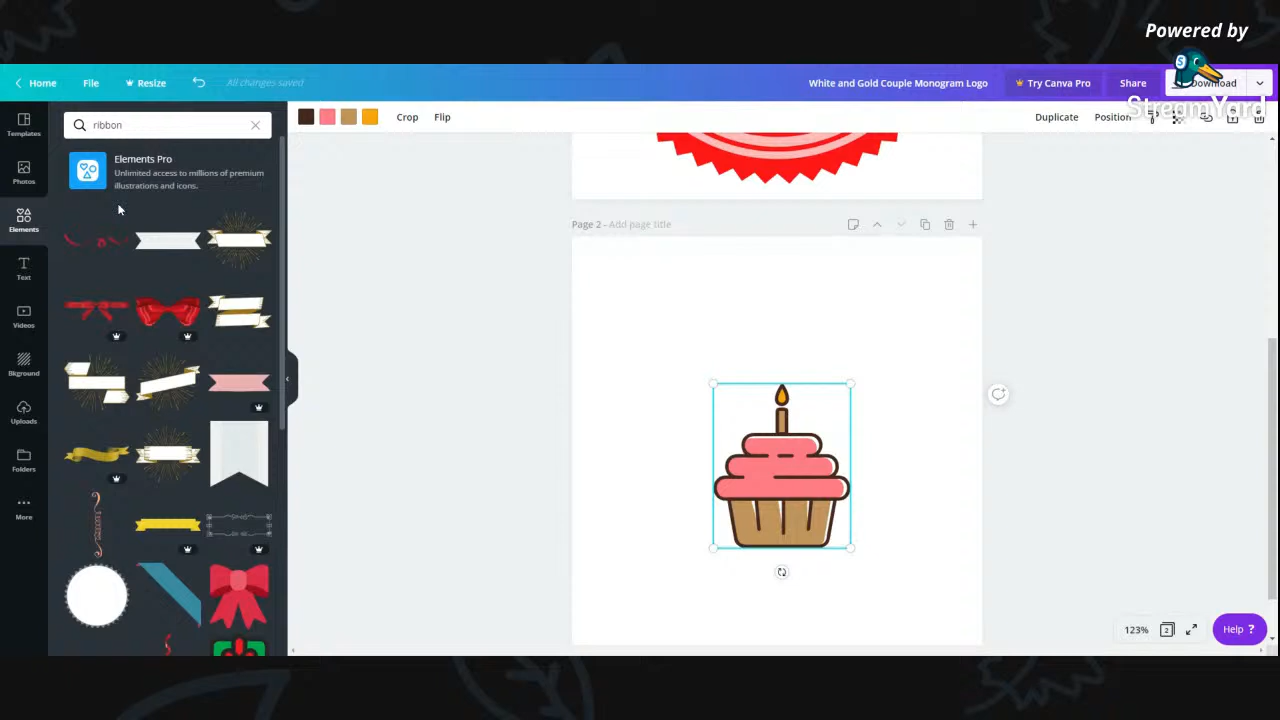 Powered by
StreamYard
Home
File
Resize
All changes saved
White and Gold Couple Monogram Logo
Try Canva Pro
Share
Download
Templates
Photos
Elements
Text
Videos
Bkground
Uploads
Folders
More
ribbon
Elements Pro
Unlimited access to millions of premium
illustrations and icons.
Crop
Flip
Duplicate
Position
Page 2 - Add page title
123%
2
Help ?